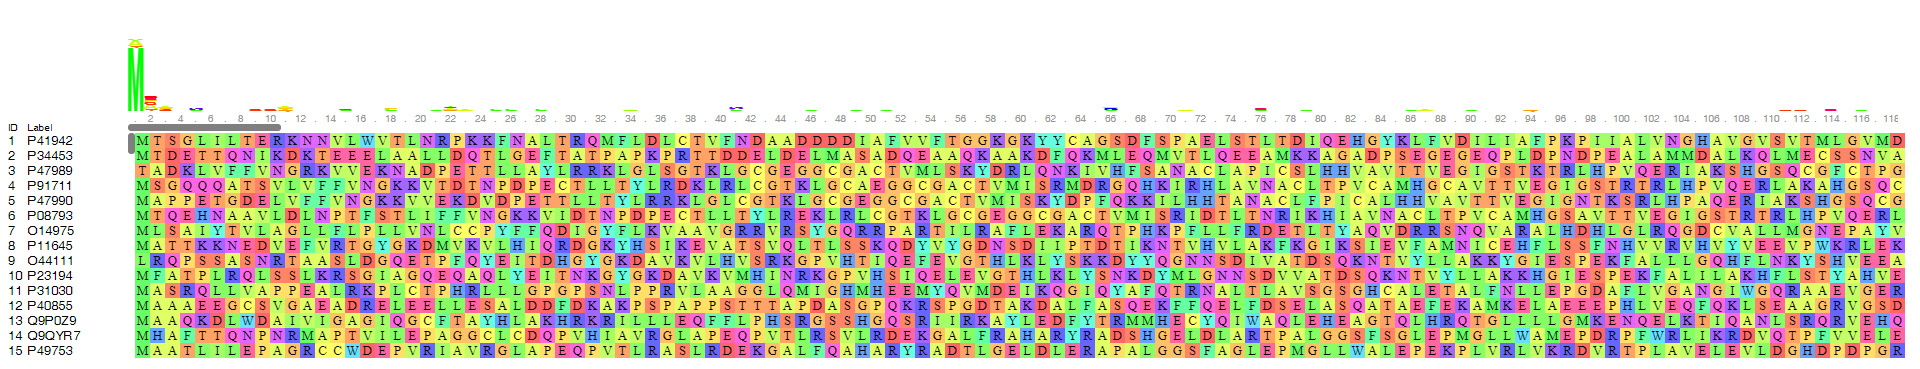 M
2 . 4 . 6 . 8 . 10 . 12 . 14 . 16 . 18 . 20 . 22 . 24 . 26 . 28 . 30 . 32 . 34 . 36 . 38 . 40 . 42 . 44 . 46 . 48 . 50 . 52 . 54 . 56 . 58 . 60 . 62 . 64 . 66 . 68 . 70 . 72 . 74 . 76 . 78 . 80 . 82 . 84 . 86 . 88 . 90 . 92 . 94 . 96 . 98 . 100 . 102 . 104 . 106 . 108 . 110 . 112 . 114 . 116 . 118
ID Label
1 P41942 MTSGLILTERKNNVLWVTLNRPKKFNALTRQMFLDLCTVFNDAADDDDIAFVVFTGGKGKYYCAGSDFSPAELSTLTDIQEHGYKLFVDILIAFPKPIIALVNGHAVGVSVTMLGVMD
2 P34453 MTDETTQNIKDKTEEELAALLDQTLGEFTATPAPKPRTTDDELDELMASADQEAAQKAAKDFQKMLEQMVTLQEEAMKKAGADPSEGEGEQPLDPNDPEALAMMDALKQLMECSSNVA
3 P47989 TADKLVFFVNGRKVVEKNADPETTLLAYLRRKLGLSGTKLGCGEGGCGACTVMLSKYDRLQNKIVHFSANACLAPICSLHHVAVTTVEGIGSTKTRLHPVQERIAKSHGSQCGFCTPG
4 P91711 MSGQQQATSVLVFFVNGKKVTDTNPDPECTLLTYLRDKLRLCGTKLGCAEGGCGACTVMISRMDRGQHKIRHLAVNACLTPVCAMHGCAVTTVEGIGSTRTRLHPVQERLAKAHGSQC
5 P47990 MAPPETGDELVFFVNGKKVVEKDVDPETTLLTYLRRKLGLCGTKLGCGEGGCGACTVMISKYDPFQKKILHHTANACLFPICALHHVAVTTVEGIGNTKSRLHPAQERIAKSHGSQCG
6 P08793 MTQEHNAAVLDLNPTFSTLIFFVNGKKVIDTNPDPECTLLTYLREKLRLCGTKLGCGEGGCGACTVMISRIDTLTNRIKHIAVNACLTPVCAMHGSAVTTVEGIGSTRTRLHPVQERL
7 O14975 MLSAIYTVLAGLLFLPLLVNLCCPYFFQDIGYFLKVAAVGRRVRSYGQRRPARTILRAFLEKARQTPHKPFLLFRDETLTYAQVDRRSNQVARALHDHLGLRQGDCVALLMGNEPAYV
8 P11645 MATTKKNEDVEFVRTGYGKDMVKVLHIQRDGKYHSIKEVATSVQLTLSSKQDYVYGDNSDIIPTDTIKNTVHVLAKFKGIKSIEVFAMNICEHFLSSFNHVVRVHVYVEEVPWKRLEK
9 O44111 LRQPSSASNRTAASLDGQETPFQYEITDHGYGKDAVKVLHVSRKGPVHTIQEFEVGTHLKLYSKKDYYQGNNSDIVATDSQKNTVYLLAKKYGIESPEKFALLLGQHFLNKYSHVEEA
10 P23194 MFATPLRQLSSLKRSGIAGQEQAQLYEITNKGYGKDAVKVMHINRKGPVHSIQELEVGTHLKLYSNKDYMLGNNSDVVATDSQKNTVYLLAKKHGIESPEKFALILAKHFLSTYAHVE
11 P31030 MASRQLLVAPPEALRKPLCTPHRLLLGPGPSNLPPRVLAAGGLQMIGHMHEEMYQVMDEIKQGIQYAFQTRNALTLAVSGSGHCALETALFNLLEPGDAFLVGANGIWGQRAAEVGER
12 P40855 MAAAEEGCSVGAEADRELEELLESALDDFDKAKPSPAPPSTTTAPDASGPQKRSPGDTAKDALFASQEKFFQELFDSELASQATAEFEKAMKELAEEEPHLVEQFQKLSEAAGRVGSD
13 Q9P0Z9 MAAQKDLWDAIVIGAGIQGCFTAYHLAKHRKRILLLEQFFLPHSRGSSHGQSRIIRKAYLEDFYTRMMHECYQIWAQLEHEAGTQLHRQTGLLLLGMKENQELKTIQANLSRQRVEHQ
14 Q9QYR7 MHAFTTQNPNRMAPTVILEPAGGCLCDQPVHIAVRGLAPEQPVTLRSVLRDEKGALFRAHARYRADSHGELDLARTPALGGSFSGLEPMGLLWAMEPDRPFWRLIKRDVQTPFVVELE
15 P49753 MAATLILEPAGRCCWDEPVRIAVRGLAPEQPVTLRASLRDEKGALFQAHARYRADTLGELDLERAPALGGSFAGLEPMGLLWALEPEKPLVRLVKRDVRTPLAVELEVLDGHDPDPGR